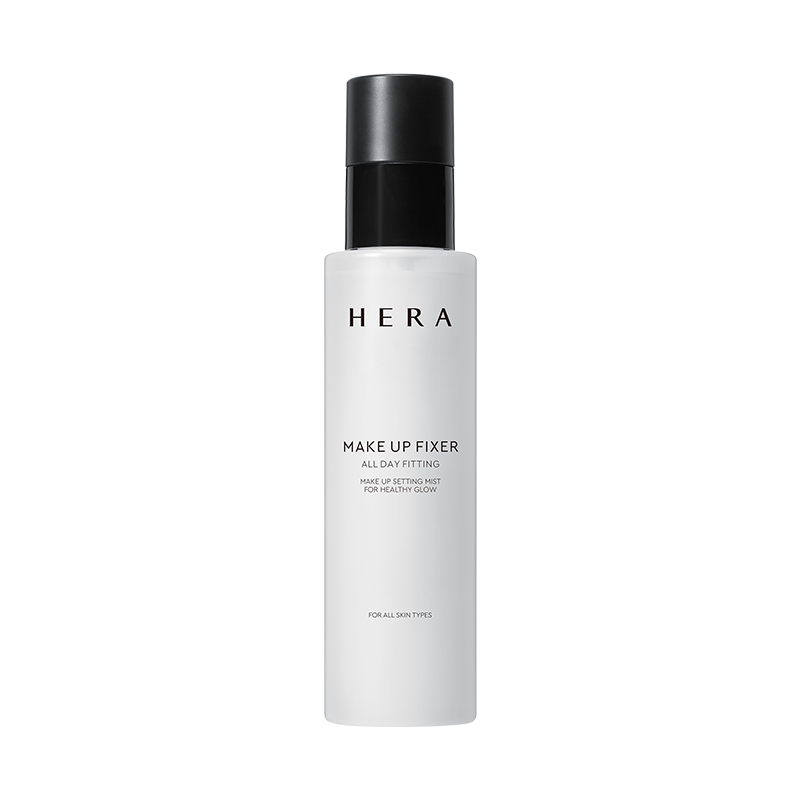 HERA
MAKE UP FIXER
ALL DAY FITTING
MAKE UP SETTING MIST
FOR HEALTHY GLOW
FOR ALL SKIN TYPES